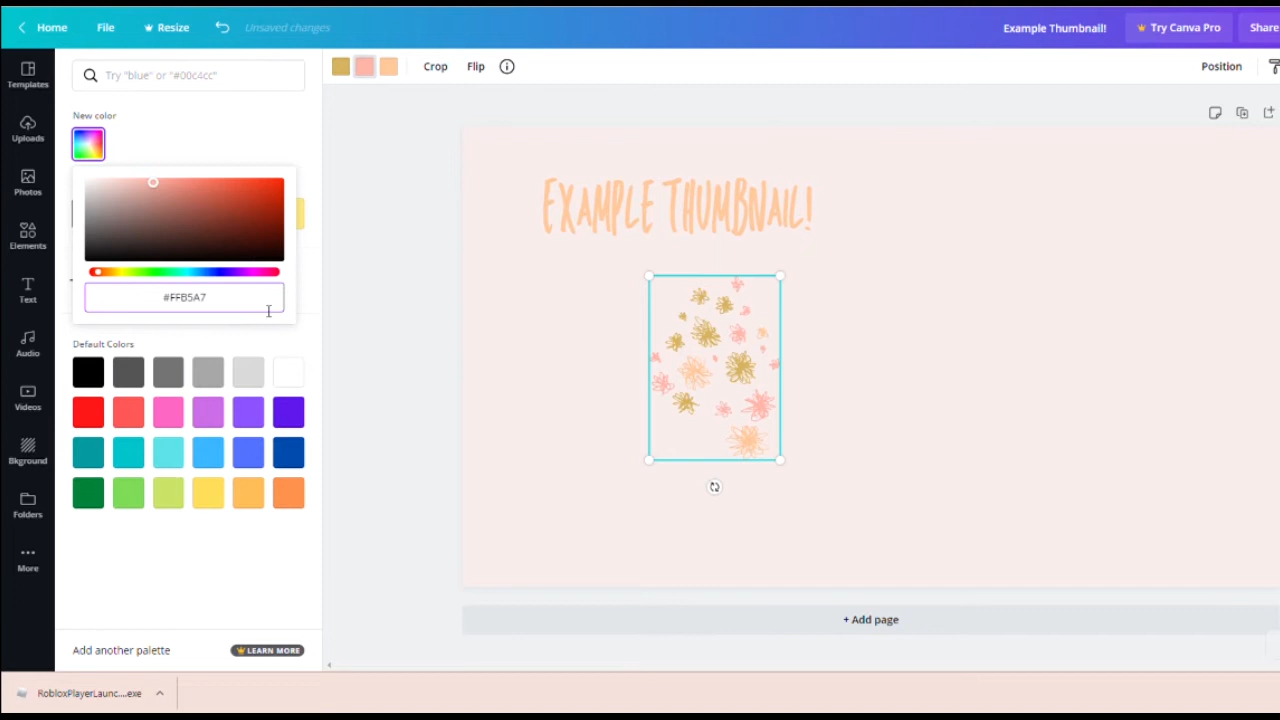 Home
File
Resize
Unsaved changes
Example Thumbnail!
Try Canva Pro
Share
Templates
Uploads
Photos
Elements
Text
Audio
Videos
Bkground
Folders
More
Try "blue" or "#00c4cc"
New color
#FFB5A7
Default Colors
Add another palette
LEARN MORE
Crop
Flip
Position
EXAMPLE THUMBNAIL!
+ Add page
RobloxPlayerLaunc....exe